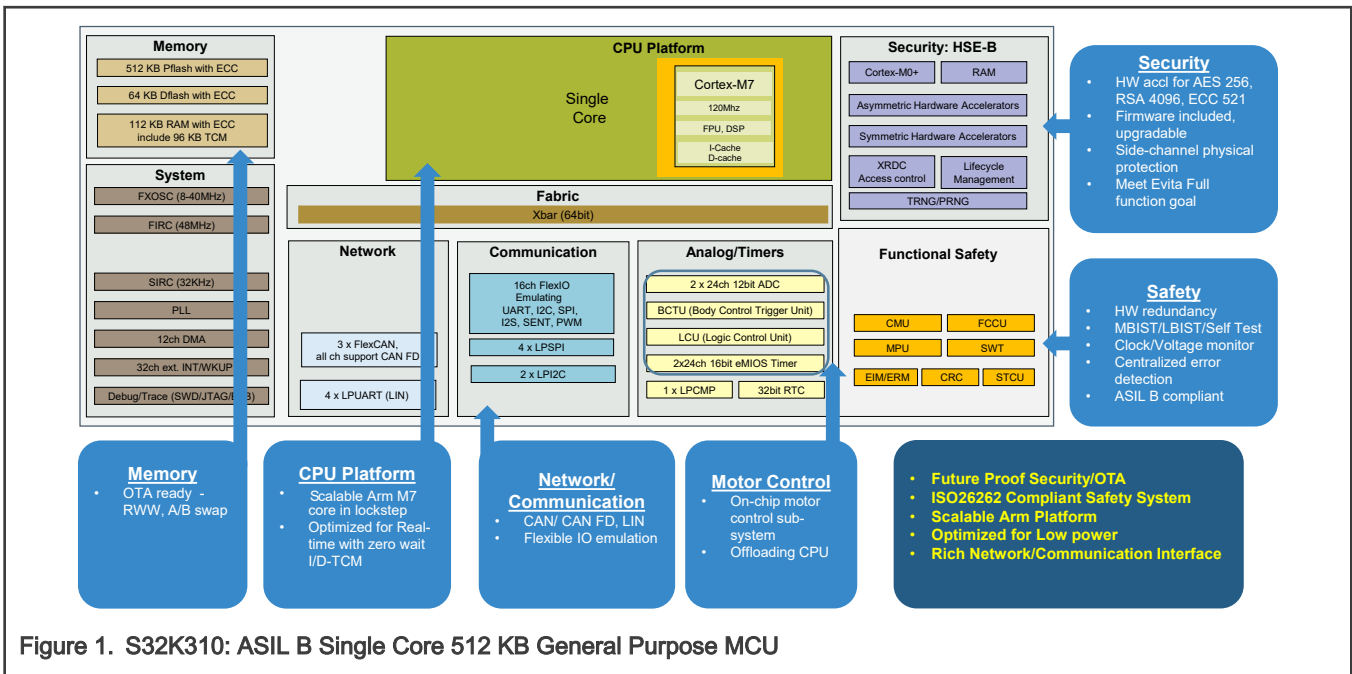 Memory
512 KB Pflash with ECC
64 KB Dflash with ECC
112 KB RAM with ECC
include 96 KB TCM
System
FXOSC (8-40MHz)
FIRC (48MHz)
SIRC (32KHz)
PLL
12ch DMA
32ch ext. INT/WKUP
Debug/Trace (SWD/JTAG/
CPU Platform
Single
Core
Cortex-M7
120Mhz
FPU, DSP
I-Cache
D-cache
Fabric
Xbar (64bit)
Network
3 x FlexCAN,
all ch support CAN FD
4 x LPUART (LIN)
Communication
16ch FlexIO
Emulating
UART, I2C, SPI,
I2S, SENT, PWM
4 x LPSPI
2 x LPI2C
Analog/Timers
2 x 24ch 12bit ADC
BCTU (Body Control Trigger Unit)
LCU (Logic Control Unit)
2x24ch 16bit eMIOS Timer
1 x LPCMP
32bit RTC
Security: HSE-B
Cortex-M0+
RAM
Asymmetric Hardware Accelerators
Symmetric Hardware Accelerators
XRDC
Access control
Lifecycle
Management
TRNG/PRNG
Functional Safety
CMU
FCCU
MPU
SWT
EIM/ERM
CRC
STCU
Security
• HW accl for AES 256,
RSA 4096, ECC 521
• Firmware included,
upgradable
• Side-channel physical
protection
• Meet Evita Full
function goal
Safety
• HW redundancy
• MBIST/LBIST/Self Test
• Clock/Voltage monitor
• Centralized error
detection
• ASIL B compliant
Memory
• OTA ready -
RWW, A/B swap
CPU Platform
• Scalable Arm M7
core in lockstep
• Optimized for Real-
time with zero wait
I/D-TCM
Network/
Communication
• CAN/ CAN FD, LIN
• Flexible IO emulation
Motor Control
• On-chip motor
control sub-
system
• Offloading CPU
• Future Proof Security/OTA
• ISO26262 Compliant Safety System
• Scalable Arm Platform
• Optimized for Low power
• Rich Network/Communication Interface
Figure 1. S32K310: ASIL B Single Core 512 KB General Purpose MCU